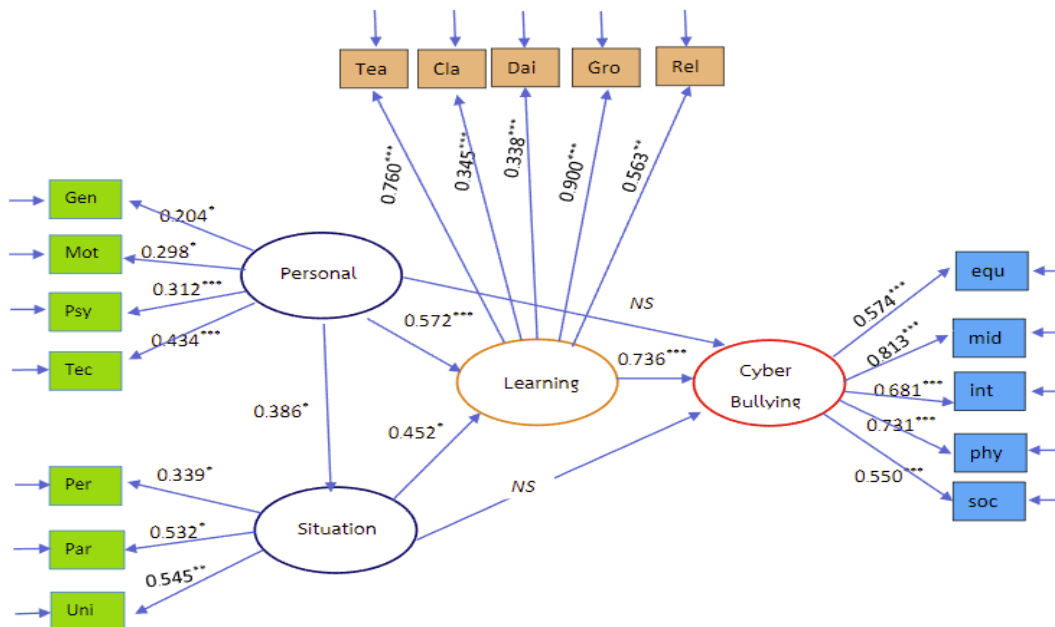 Tea
Cla
Dai
Gro
Rel
0.760***
0.345***
0.338***
0.900***
0.563**
Gen
0.204*
Mot
0.298*
Psy
0.312***
Tec
0.434***
Personal
NS
0.572***
Learning
0.736***
Cyber
Bullying
0.574***
equ
0.813***
mid
0.681***
int
0.731***
phy
0.550***
soc
0.386*
0.452*
NS
Per
0.339*
Par
0.532*
Uni
0.545**
Situation